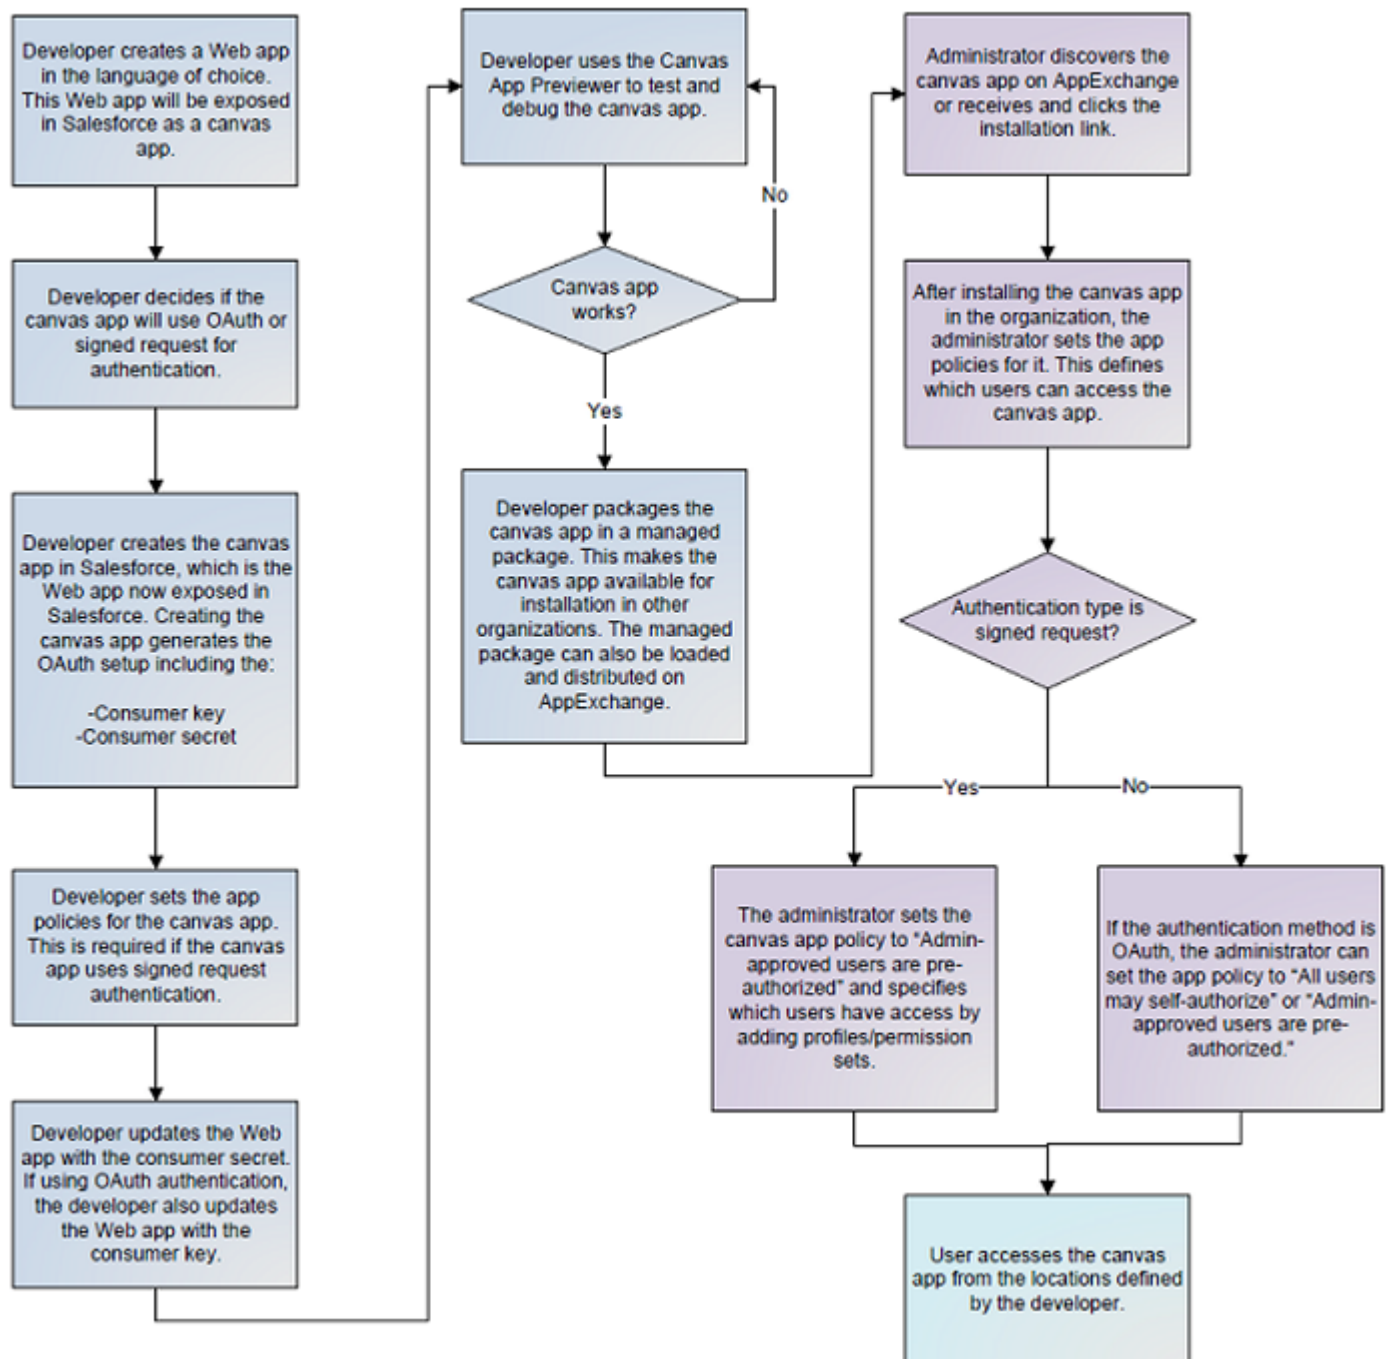 Developer creates a Web app
in the language of choice.
This Web app will be exposed
in Salesforce as a canvas
app.
Developer decides if the
canvas app will use OAuth or
signed request for
authentication.
Developer creates the canvas
app in Salesforce, which is the
Web app now exposed in
Salesforce. Creating the
canvas app generates the
OAuth setup including the:
-Consumer key
-Consumer secret
Developer sets the app
policies for the canvas app.
This is required if the canvas
app uses signed request
authentication.
Developer updates the Web
app with the consumer secret.
If using OAuth authentication,
the developer also updates
the Web app with the
consumer key.
Developer uses the Canvas
App Previewer to test and
debug the canvas app.
No
Canvas app
works?
Yes
Developer packages the
canvas app in a managed
package. This makes the
canvas app available for
installation in other
organizations. The managed
package can also be loaded
and distributed on
AppExchange.
Administrator discovers the
canvas app on AppExchange
or receives and clicks the
installation link.
After installing the canvas app
in the organization, the
administrator sets the app
policies for it. This defines
which users can access the
canvas app.
Authentication type is
signed request?
Yes
No
The administrator sets the
canvas app policy to “Admin-
approved users are pre-
authorized” and specifies
which users have access by
adding profiles/permission
sets.
If the authentication method is
OAuth, the administrator can
set the app policy to “All users
may self-authorize” or “Admin-
approved users are pre-
authorized.”
User accesses the canvas
app from the locations defined
by the developer.